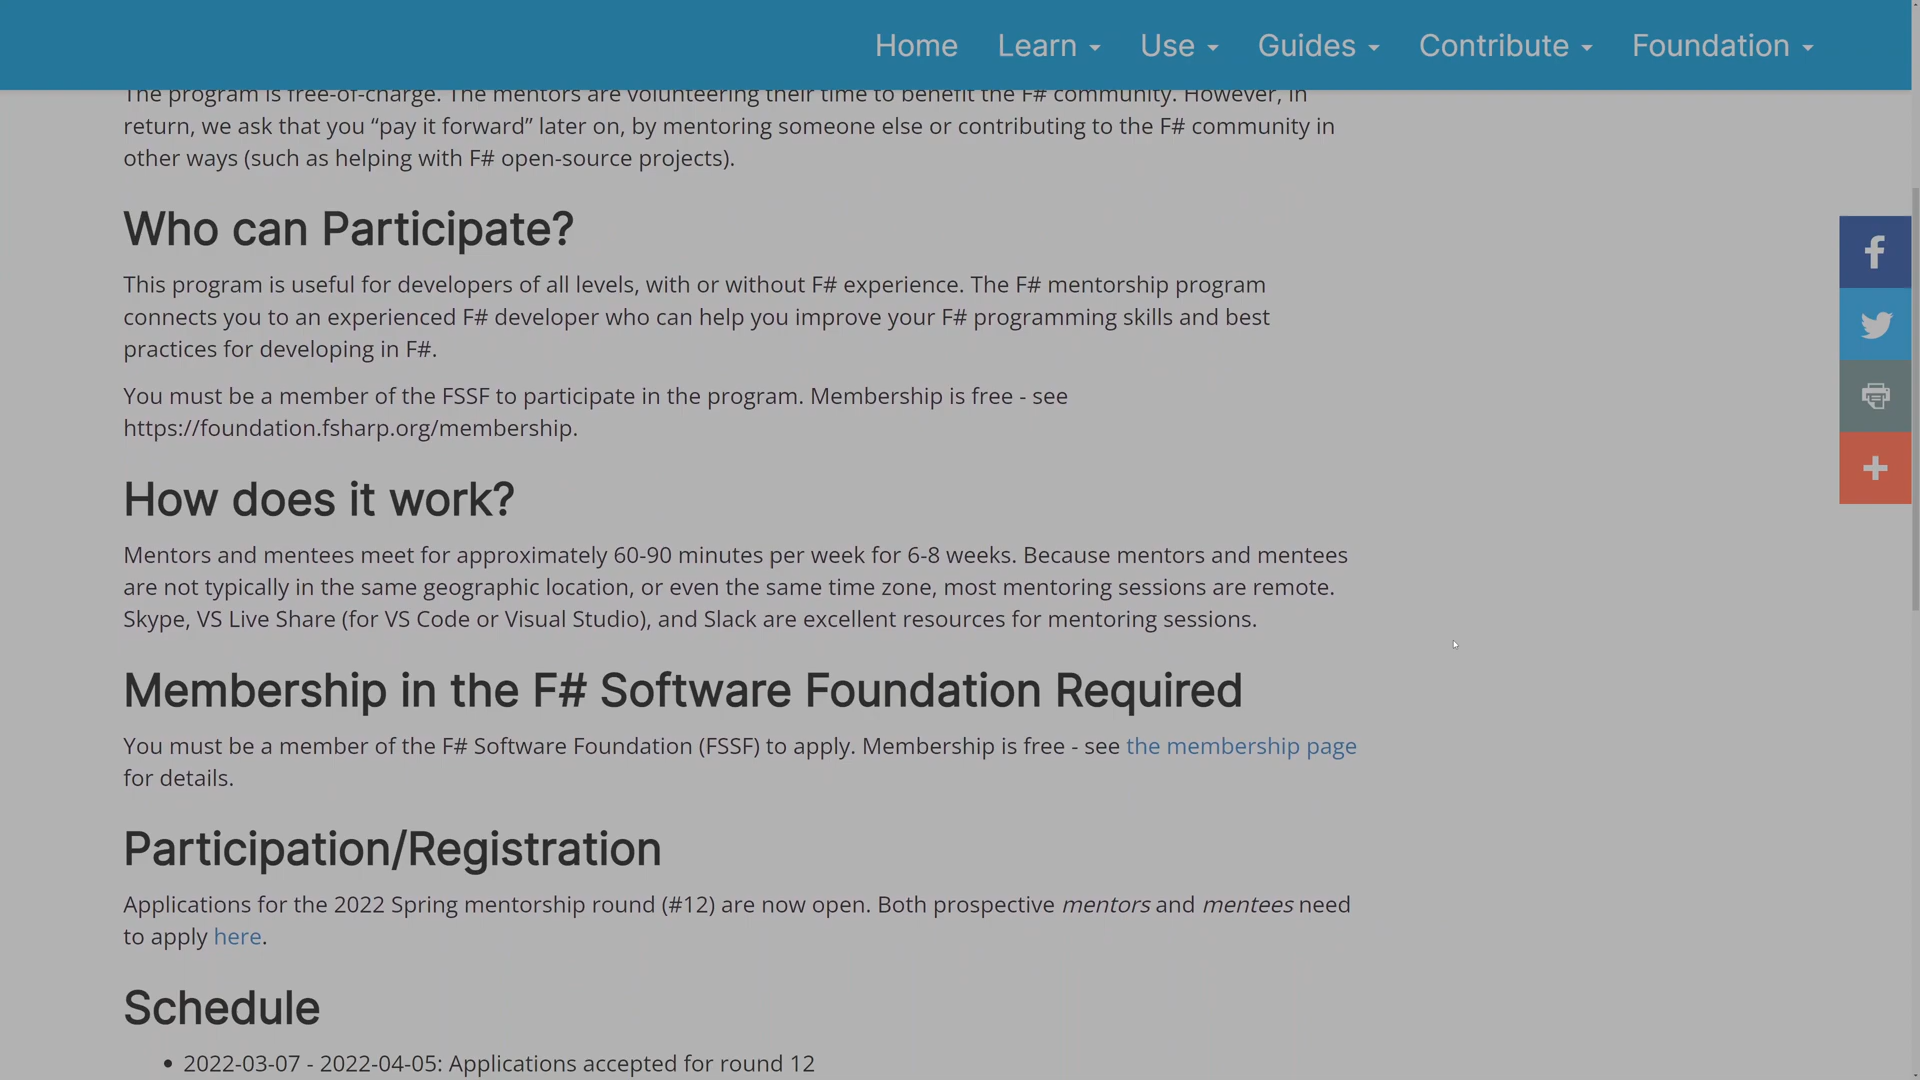 Home Learn Use Guides Contribute Foundation
The program is free-of-charge. The mentors are volunteering their time to benefit the F# community. However, in
return, we ask that you “pay it forward” later on, by mentoring someone else or contributing to the F# community in
other ways (such as helping with F# open-source projects).
Who can Participate?
This program is useful for developers of all levels, with or without F# experience. The F# mentorship program
connects you to an experienced F# developer who can help you improve your F# programming skills and best
practices for developing in F#.
You must be a member of the FSSF to participate in the program. Membership is free - see
https://foundation.fsharp.org/membership.
How does it work?
Mentors and mentees meet for approximately 60-90 minutes per week for 6-8 weeks. Because mentors and mentees
are not typically in the same geographic location, or even the same time zone, most mentoring sessions are remote.
Skype, VS Live Share (for VS Code or Visual Studio), and Slack are excellent resources for mentoring sessions.
Membership in the F# Software Foundation Required
You must be a member of the F# Software Foundation (FSSF) to apply. Membership is free - see the membership page
for details.
Participation/Registration
Applications for the 2022 Spring mentorship round (#12) are now open. Both prospective mentors and mentees need
to apply here.
Schedule
• 2022-03-07 - 2022-04-05: Applications accepted for round 12